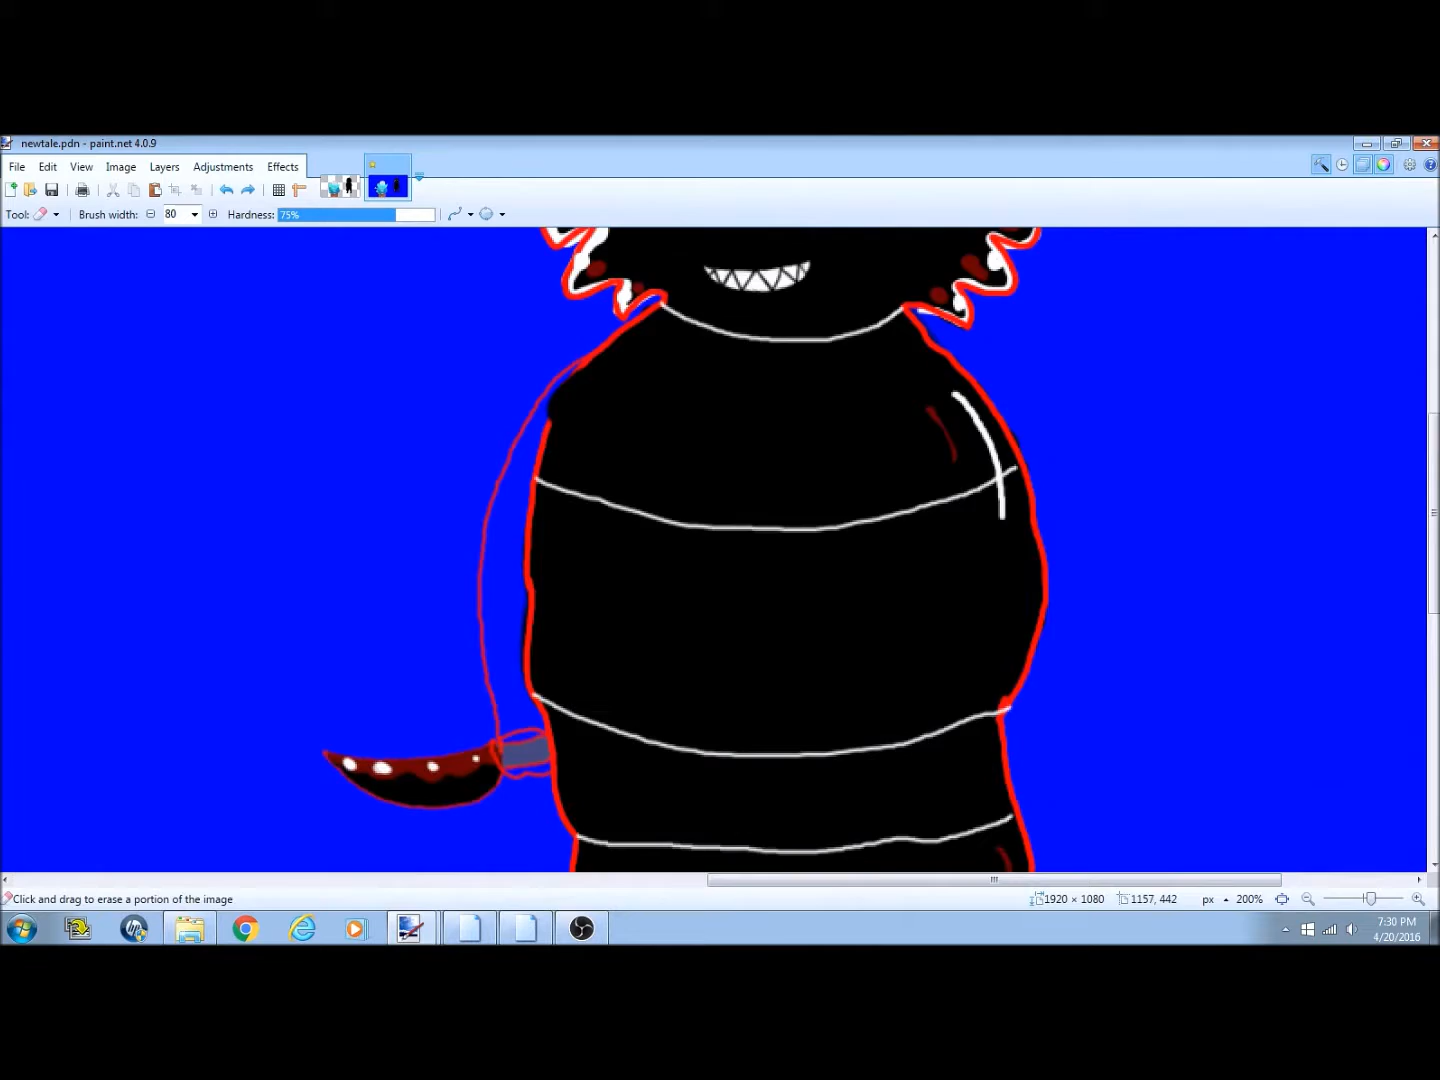 newtale.pdn - paint.net 4.0.9
File Edit View Image Layers Adjustments Effects
Tool: Brush width: 80 Hardness: 75%
Click and drag to erase a portion of the image 1920 × 1080 1157, 442 px 200%
7:30 PM
4/20/2016